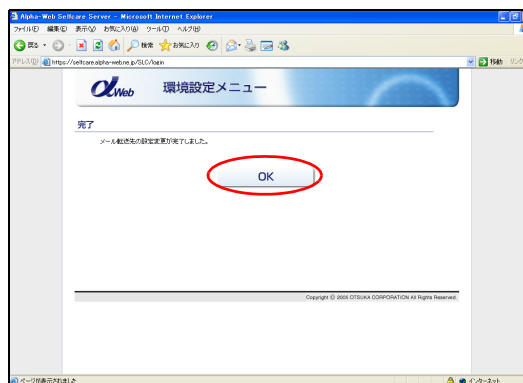 Alpha-Web Selfcare Server - Microsoft Internet Explorer
ファイル(F) 編集(E) 表示(V) お気に入り(A) ツール(T) ヘルプ(H)
戻る 検索 お気に入り
アドレス(D) https://selfcare.alpha-web.ne.jp/SLC/login 移動 リンク
αWeb 環境設定メニュー
完了
メール転送先の設定変更が完了しました。
OK
Copyright © 2005 OTSUKA CORPORATION All Rights Reserved.
ページが表示されました インターネット